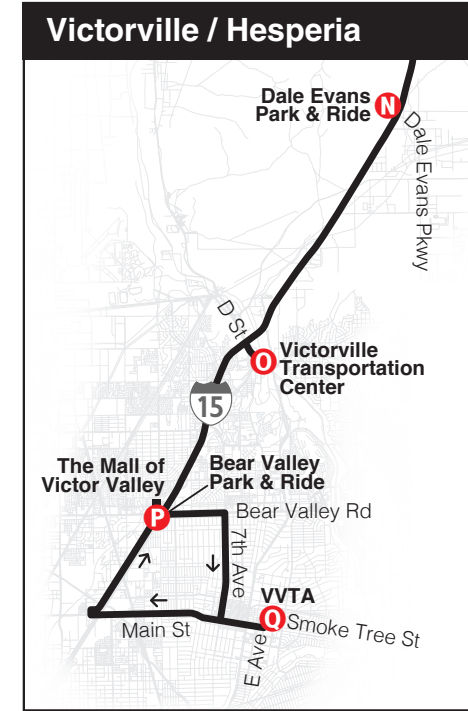 Victorville / Hesperia
Dale Evans
Park & Ride
N
Dale Evans Pkwy
D St
O
Victorville
Transportation
Center
15
The Mall of
Victor Valley
Bear Valley
Park & Ride
P
Bear Valley Rd
7th Ave
VVTA
Q
Smoke Tree St
Main St
E Ave